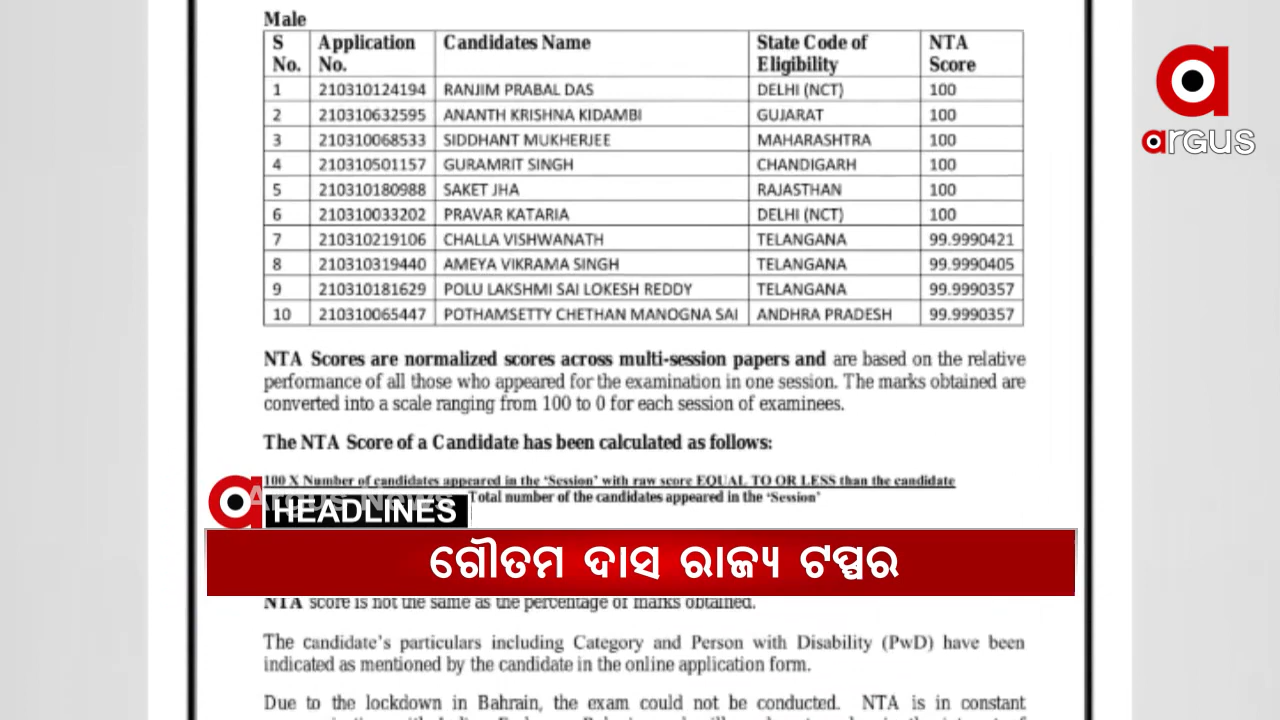 Male
S No. Application No. Candidates Name State Code of Eligibility NTA Score
1 210310124194 RANJIM PRABAL DAS DELHI (NCT) 100
2 210310632595 ANANTH KRISHNA KIDAMBI GUJARAT 100
3 210310068533 SIDDHANT MUKHERJEE MAHARASHTRA 100
4 210310501157 GURAMRIT SINGH CHANDIGARH 100
5 210310180988 SAKET JHA RAJASTHAN 100
6 210310033202 PRAVAR KATARIA DELHI (NCT) 100
7 210310219106 CHALLA VISHWANATH TELANGANA 99.9990421
8 210310319440 AMEYA VIKRAMA SINGH TELANGANA 99.9990405
9 210310181629 POLU LAKSHMI SAI LOKESH REDDY TELANGANA 99.9990357
10 210310065447 POTHAMSETTY CHETHAN MANOGNA SAI ANDHRA PRADESH 99.9990357
argus
NTA Scores are normalized scores across multi-session papers and are based on the relative
performance of all those who appeared for the examination in one session. The marks obtained are
converted into a scale ranging from 100 to 0 for each session of examinees.
The NTA Score of a Candidate has been calculated as follows:
100 X Number of candidates appeared in the 'Session' with raw score EQUAL TO OR LESS than the candidate
Total number of the candidates appeared in the 'Session'
HEADLINES
ଗୌତମ ଦାସ ରାଜ୍ୟ ଟପ୍ପର
NTA score is not the same as the percentage of marks obtained.
The candidate's particulars including Category and Person with Disability (PwD) have been
indicated as mentioned by the candidate in the online application form.
Due to the lockdown in Bahrain, the exam could not be conducted. NTA is in constant